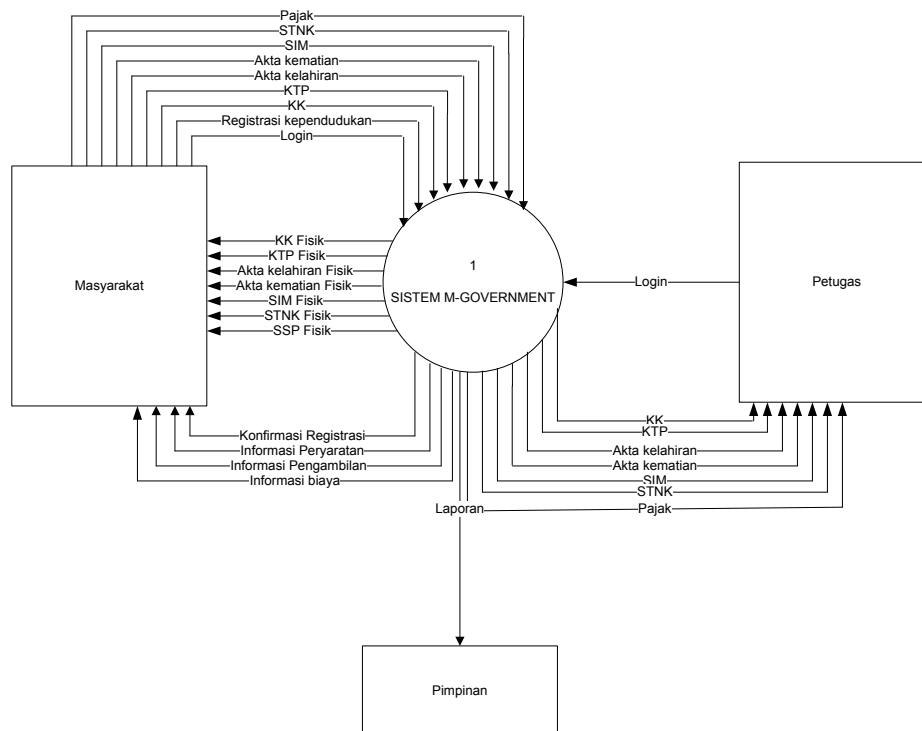 Pajak
STNK
SIM
Akta kematian
Akta kelahiran
KTP
KK
Registrasi kependudukan
Login
Masyarakat
KK Fisik
KTP Fisik
Akta kelahiran Fisik
Akta kematian Fisik
SIM Fisik
STNK Fisik
SSP Fisik
1
SISTEM M-GOVERNMENT
Login
Petugas
Konfirmasi Registrasi
Informasi Peryaratan
Informasi Pengambilan
Informasi biaya
KK
KTP
Akta kelahiran
Akta kematian
SIM
STNK
Pajak
Laporan
Pimpinan